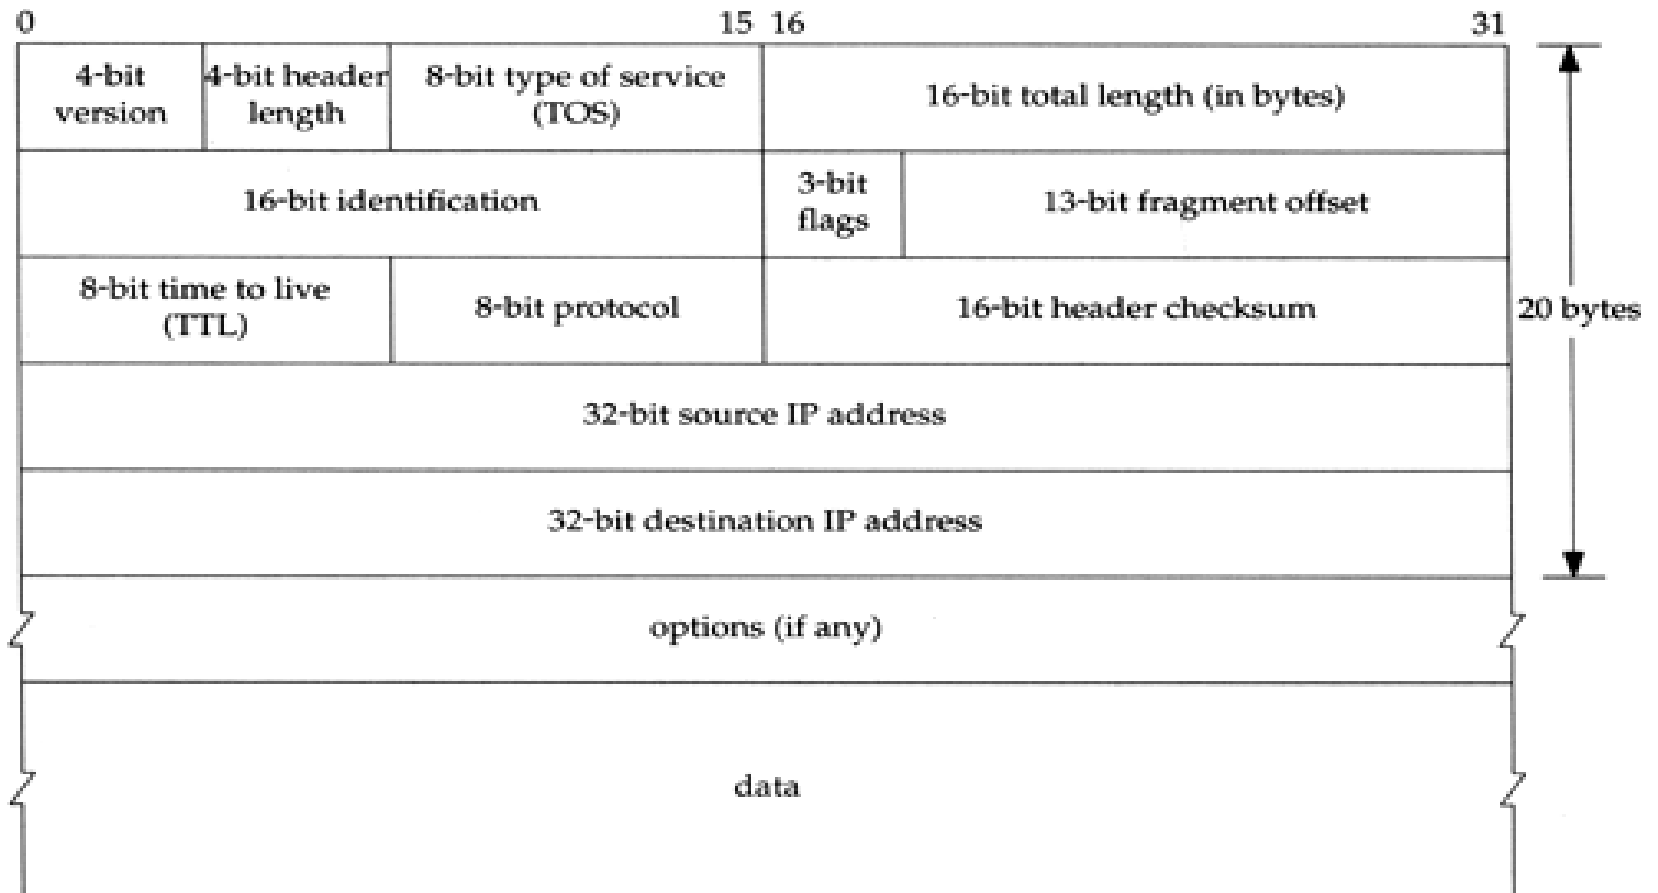 0 15 16 31
4-bit version
4-bit header length
8-bit type of service (TOS)
16-bit total length (in bytes)
16-bit identification
3-bit flags
13-bit fragment offset
8-bit time to live (TTL)
8-bit protocol
16-bit header checksum
20 bytes
32-bit source IP address
32-bit destination IP address
options (if any)
data